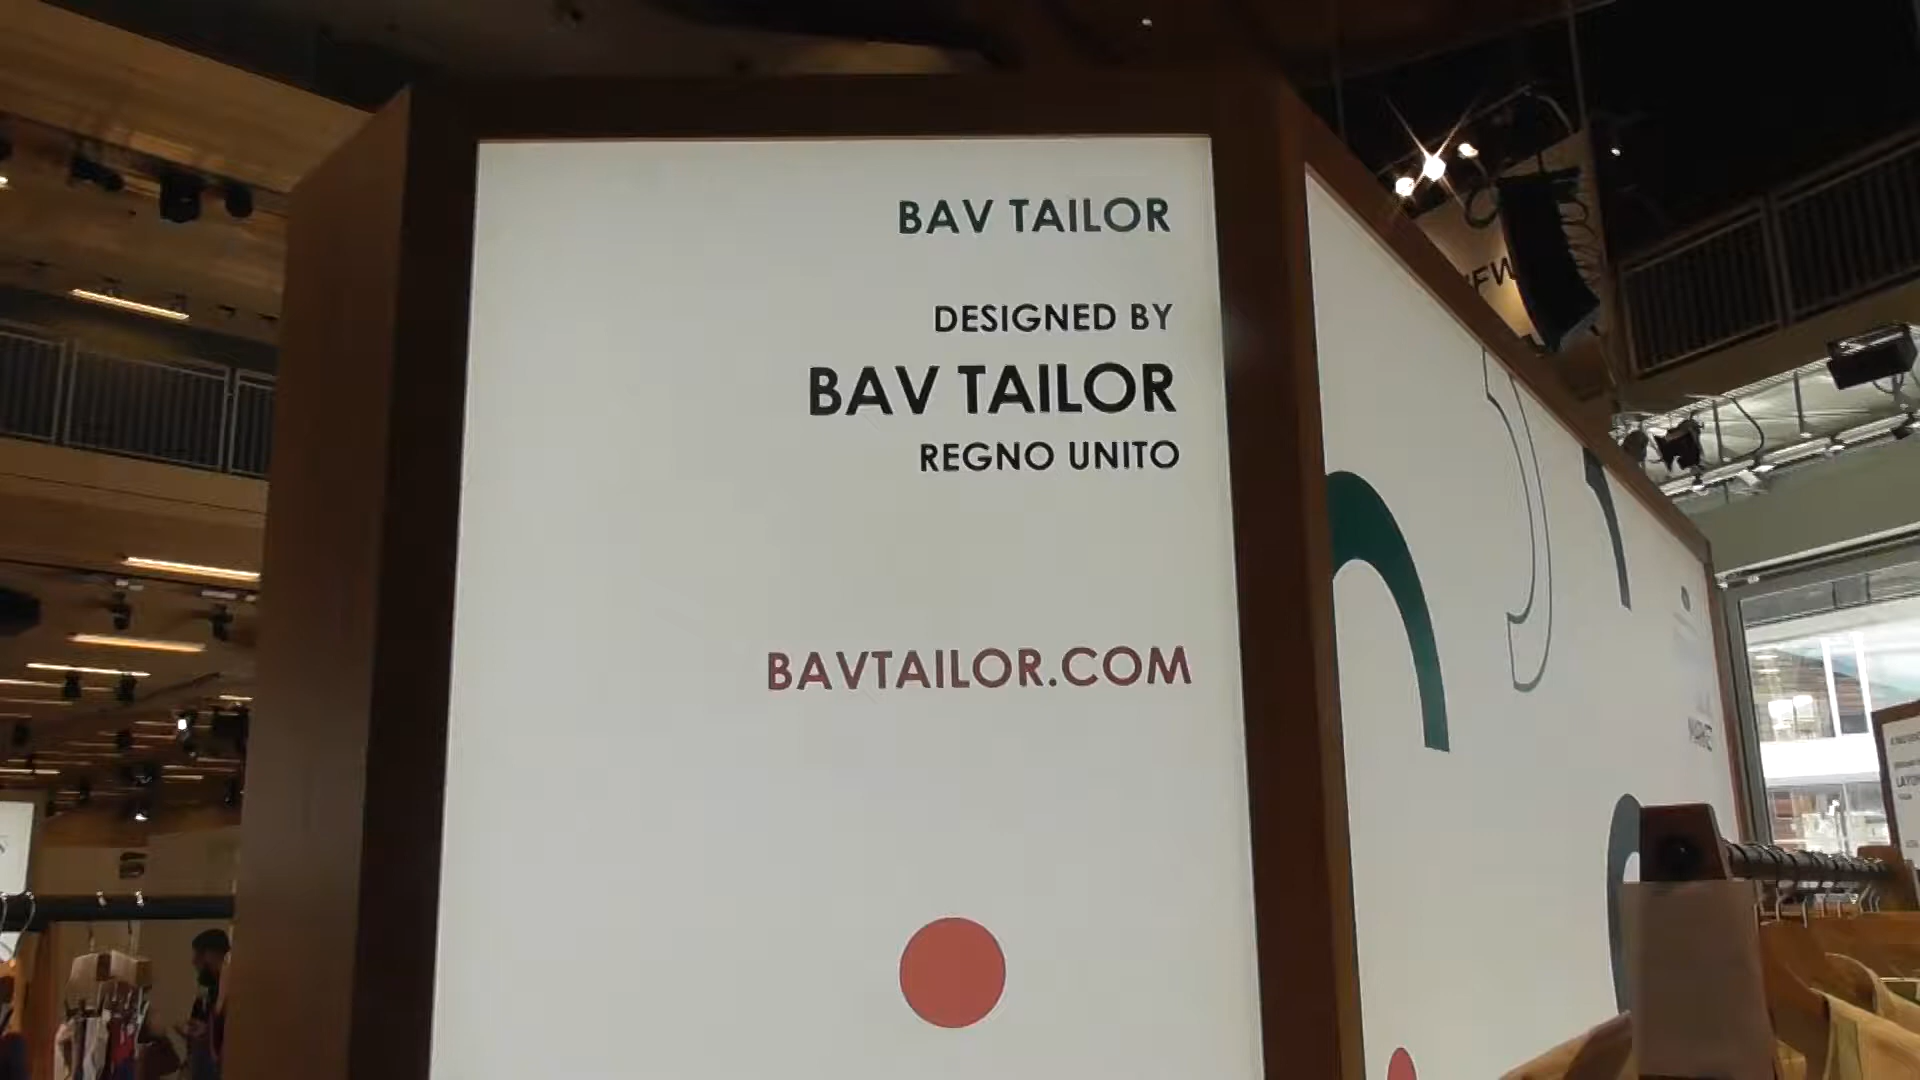 BAV TAILOR
DESIGNED BY
BAV TAILOR
REGNO UNITO
BAVTAILOR.COM